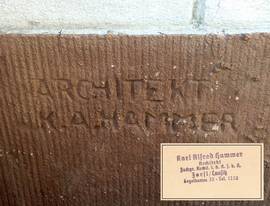 ARCHITEKT
K.A.HAMMER
Karl Alfred Hammer
Architekt
Forst/Lausitz